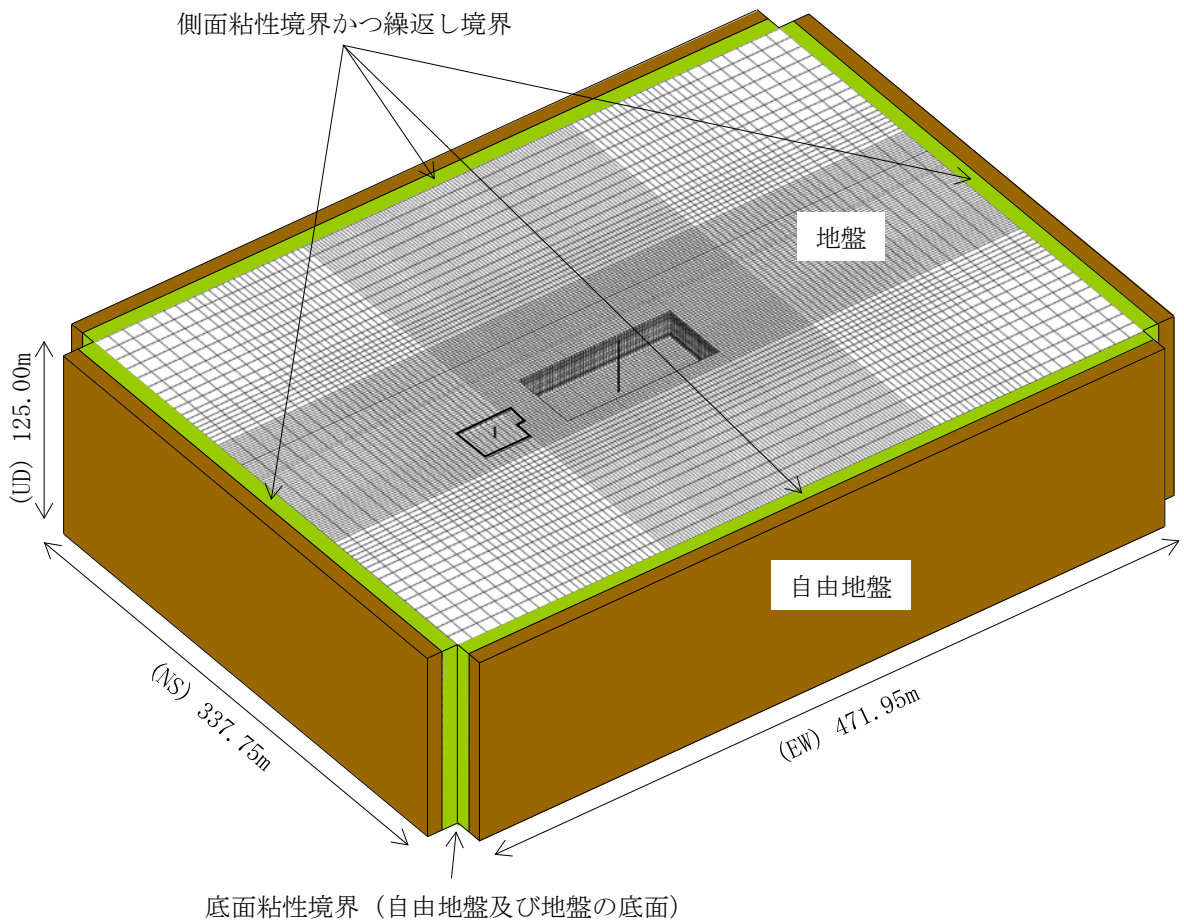 側面粘性境界かつ繰返し境界
地盤
(UD) 125.00m
自由地盤
(NS) 337.75m
(EW) 471.95m
底面粘性境界（自由地盤及び地盤の底面）